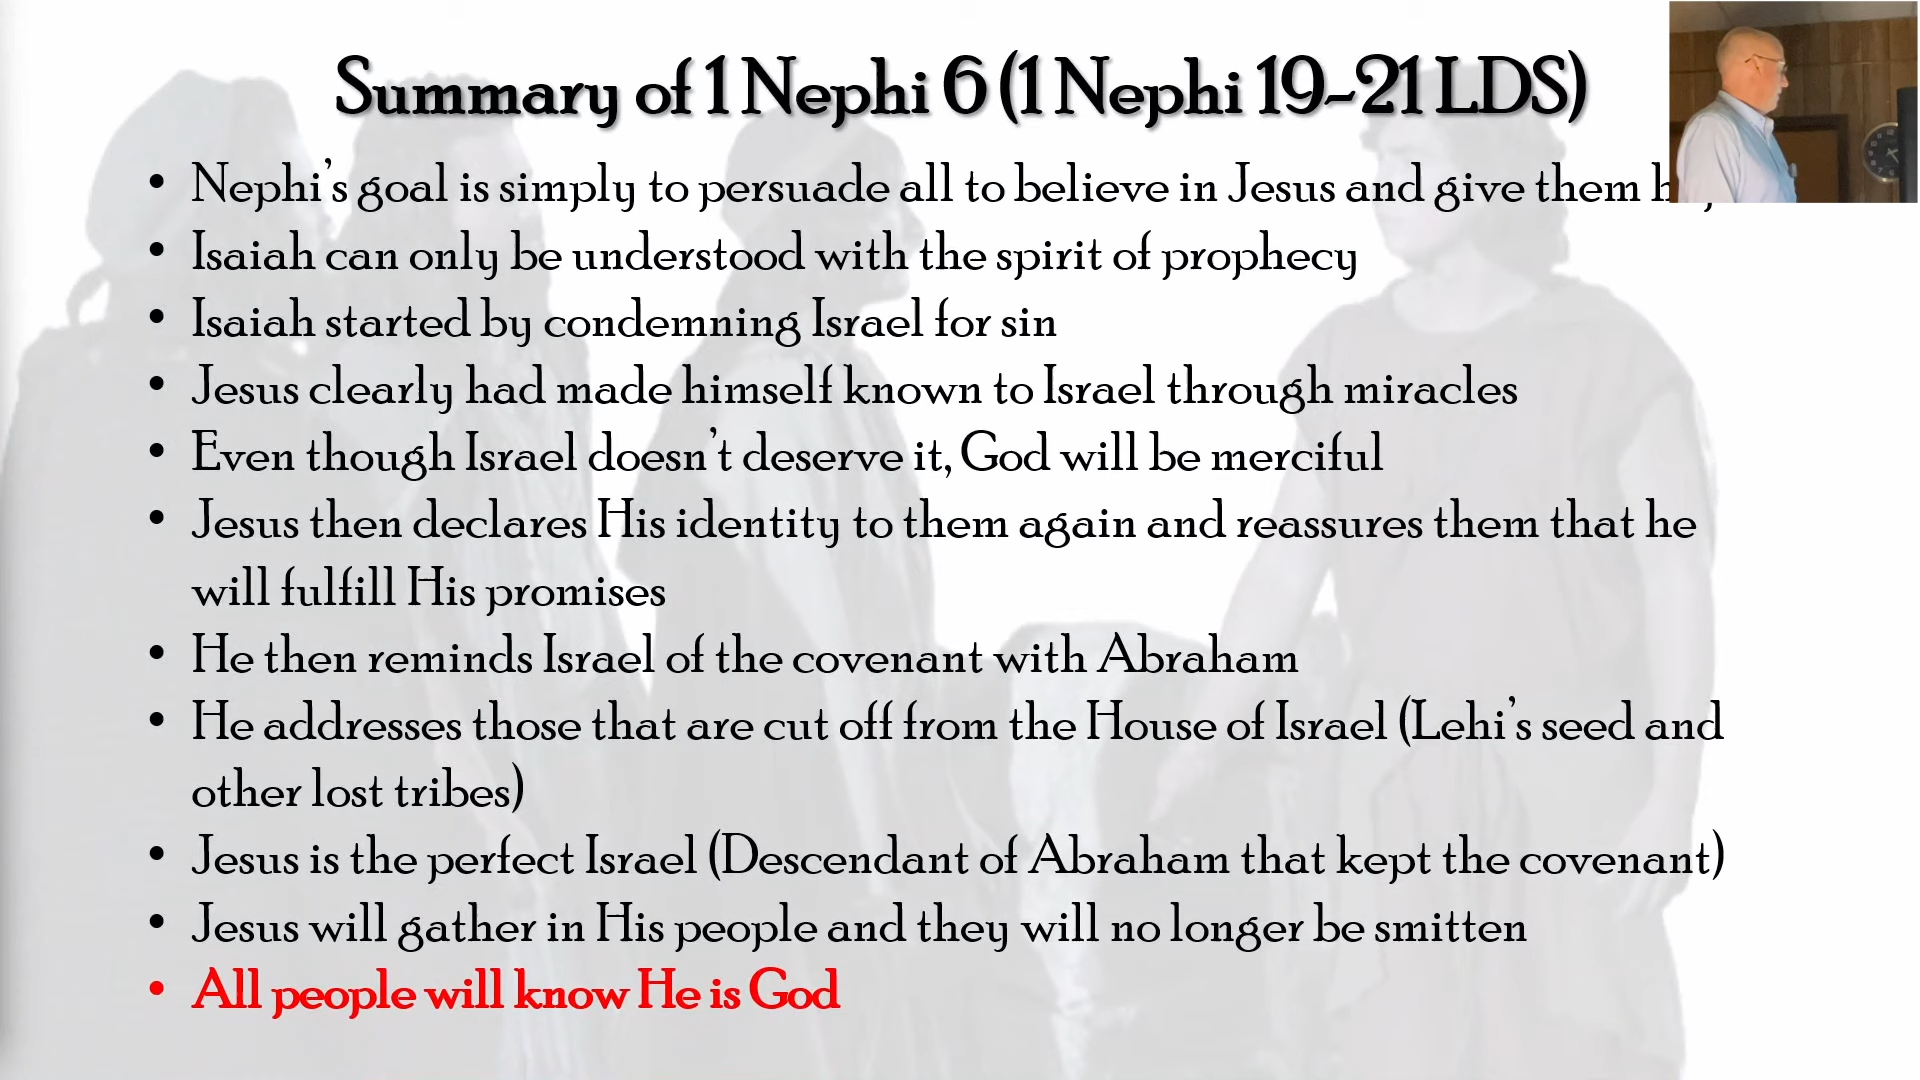 Summary of 1 Nephi 6 (1 Nephi 19-21 LDS)
• Nephi's goal is simply to persuade all to believe in Jesus and give them
• Isaiah can only be understood with the spirit of prophecy
• Isaiah started by condemning Israel for sin
• Jesus clearly had made himself known to Israel through miracles
• Even though Israel doesn't deserve it, God will be merciful
• Jesus then declares His identity to them again and reassures them that he
will fulfill His promises
• He then reminds Israel of the covenant with Abraham
• He addresses those that are cut off from the House of Israel (Lehi's seed and
other lost tribes)
• Jesus is the perfect Israel (Descendant of Abraham that kept the covenant)
• Jesus will gather in His people and they will no longer be smitten
• All people will know He is God